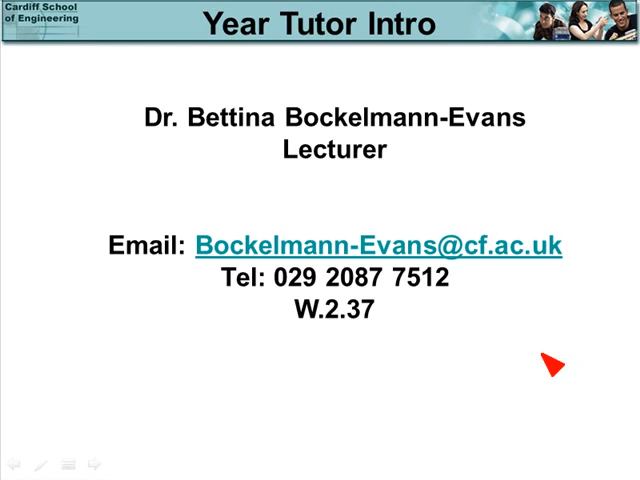 Cardiff School
of Engineering
Year Tutor Intro
Dr. Bettina Bockelmann-Evans
Lecturer
Email: Bockelmann-Evans@cf.ac.uk
Tel: 029 2087 7512
W.2.37